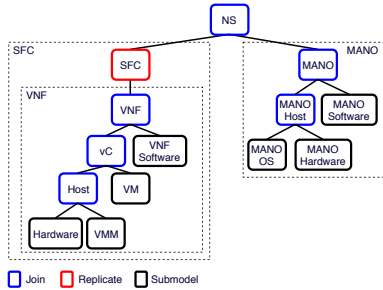 NS
SFC
MANO
SFC
MANO
VNF
VNF
MANO
Host
MANO
Software
vC
VNF
Software
MANO
OS
MANO
Hardware
Host
VM
Hardware
VMM
Join
Replicate
Submodel